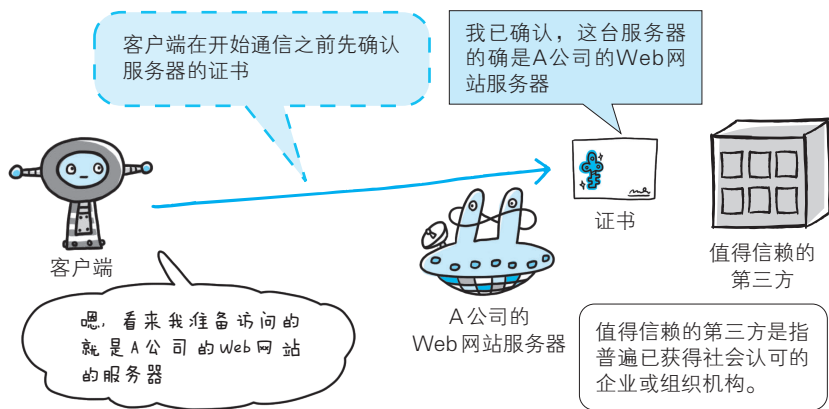 客户端在开始通信之前先确认
服务器的证书
我已确认，这台服务器
的确是A公司的Web网
站服务器
客户端
证书
值得信赖的
第三方
A公司的
Web网站服务器
嗯，看来我准备访问的
就是A公司的Web网站
的服务器
值得信赖的第三方是指
普遍已获得社会认可的
企业或组织机构。